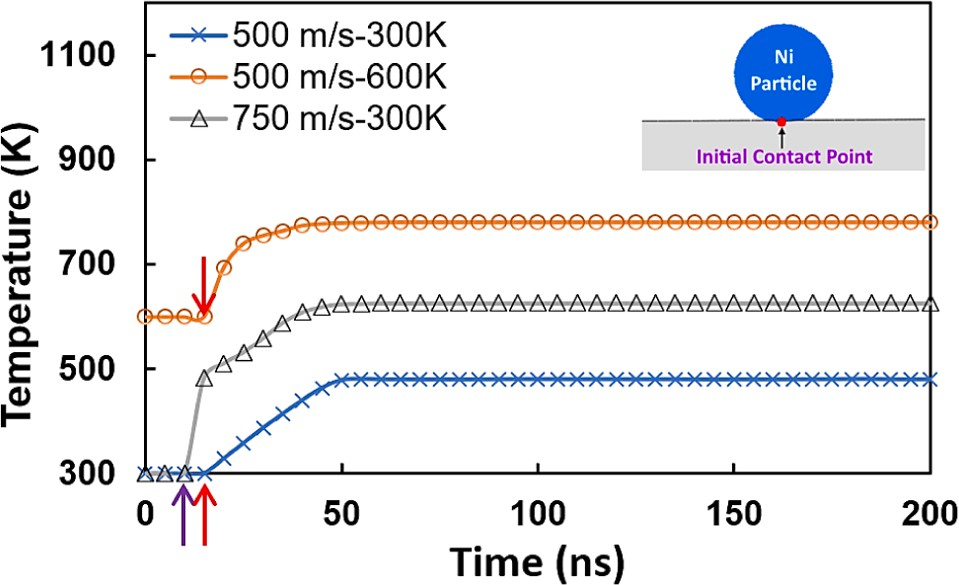 500 m/s-300K
500 m/s-600K
750 m/s-300K
Ni
Particle
Initial Contact Point
Temperature (K)
1100
900
700
500
300
0 50 100 150 200
Time (ns)